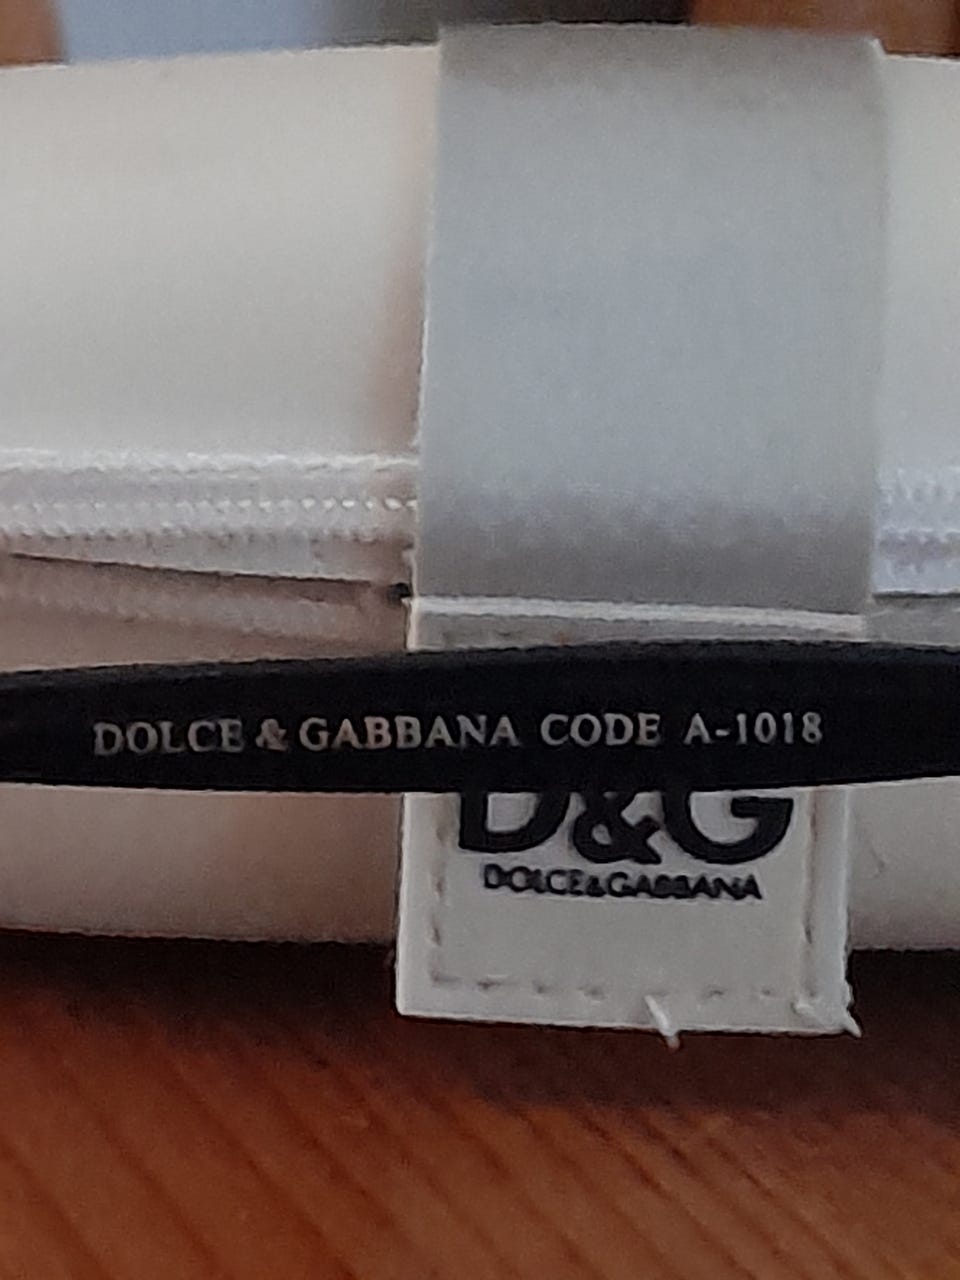 DOLCE & GABBANA CODE A-1018
D&G
DOLCE&GABBANA